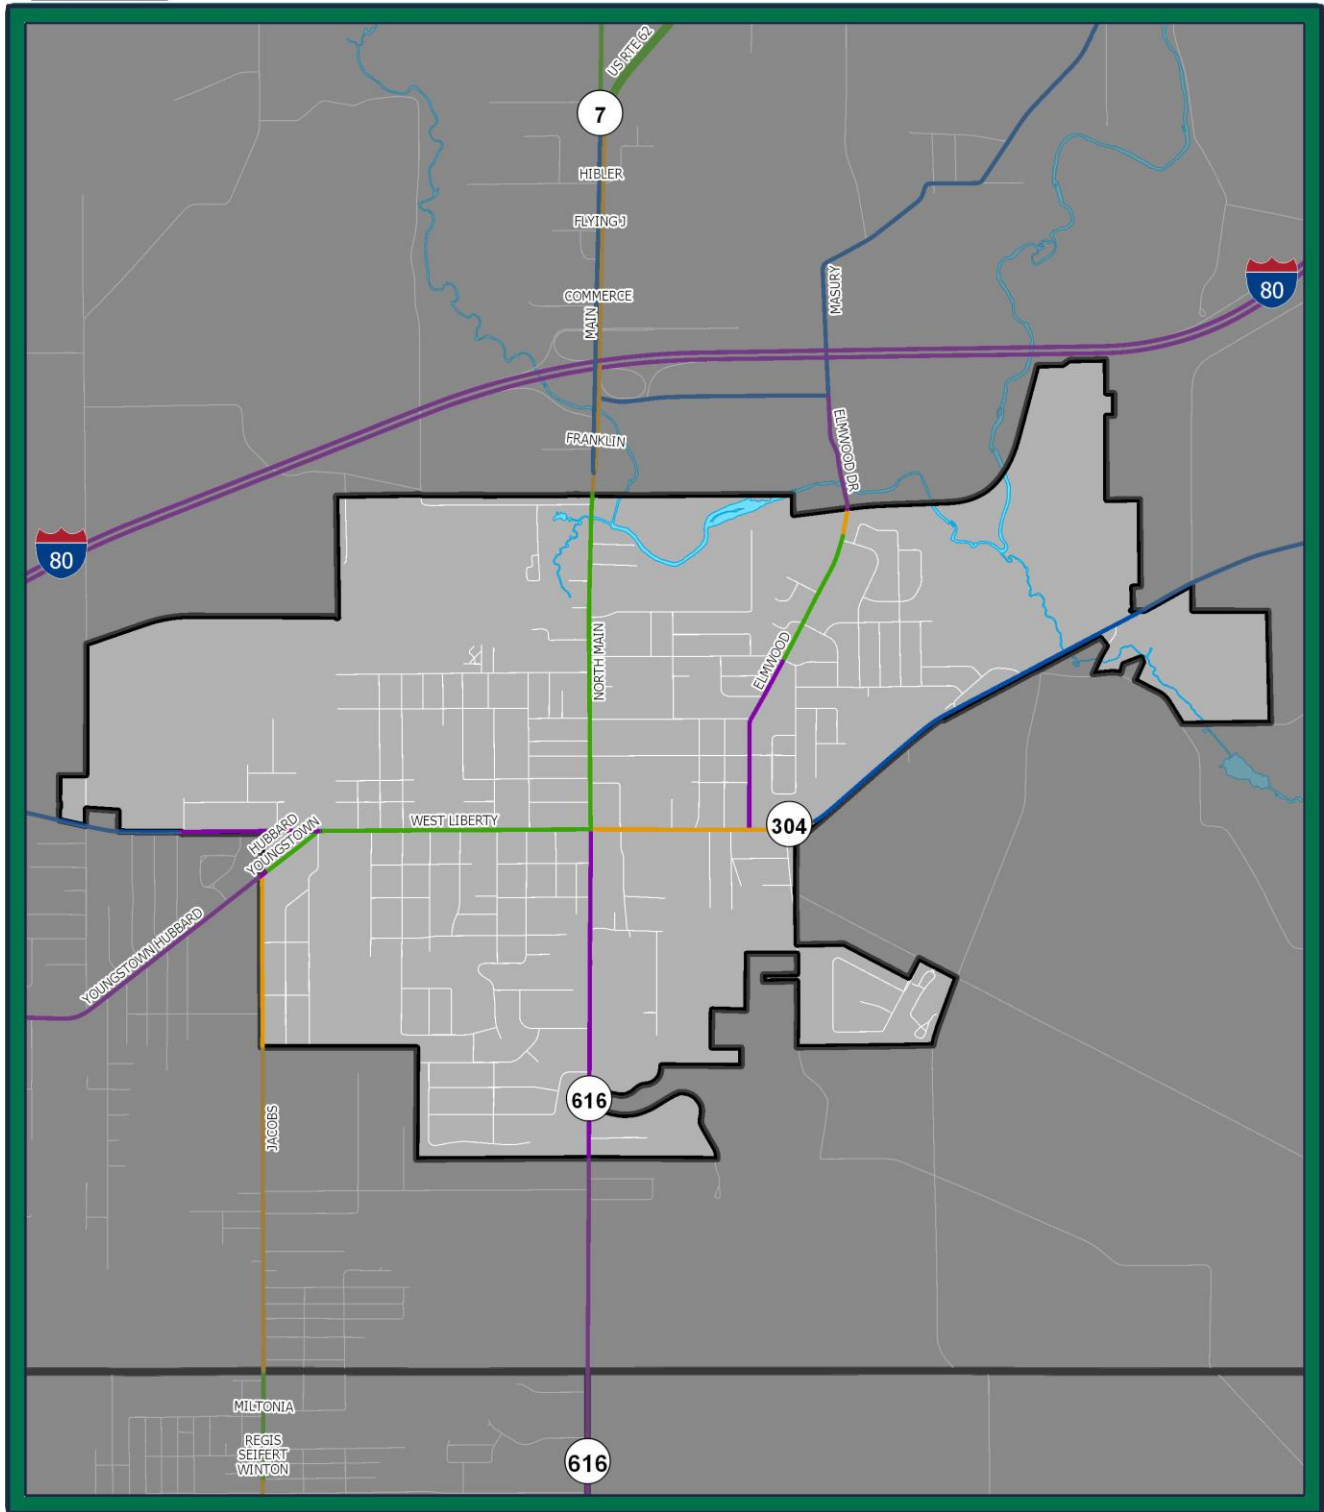 US RTE 62
7
HIBLER
FLYING J
COMMERCE
MAIN
MASURY
80
FRANKLIN
ELMWOOD DR
80
NORTH MAIN
ELMWOOD
WEST LIBERTY
304
HUBBARD
YOUNGSTOWN
YOUNGSTOWN HUBBARD
616
JACOBS
MILTONIA
REGIS
SEIFERT
WINTON
616